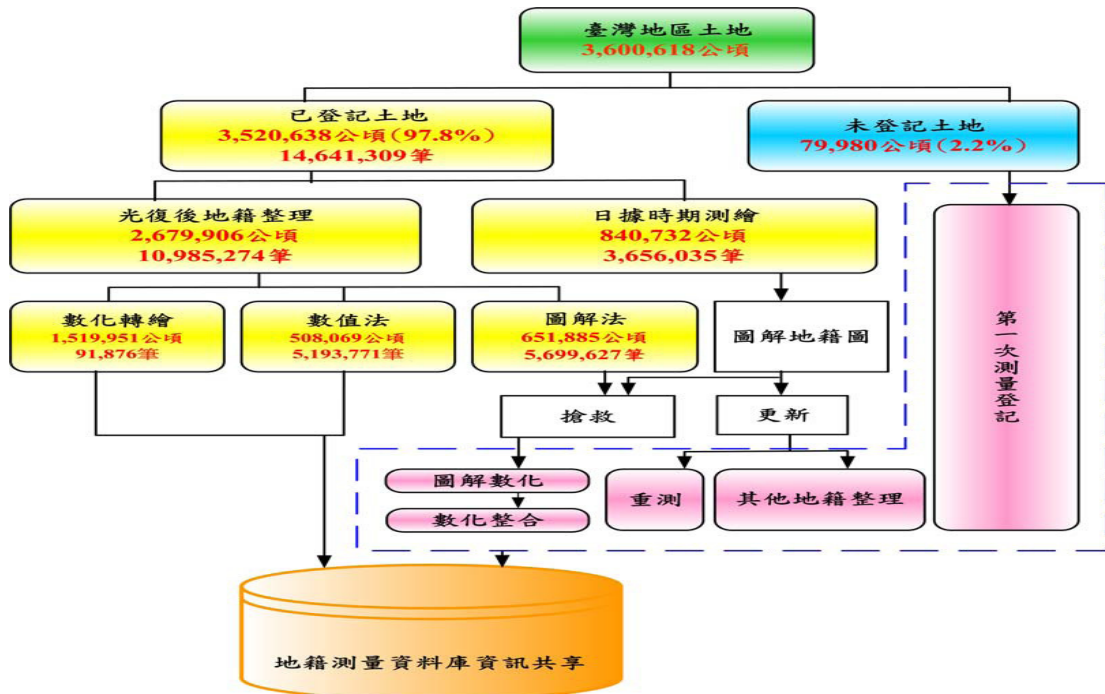 臺灣地區土地
3,600,618公頃
已登記土地
3,520,638公頃(97.8%)
14,641,309筆
未登記土地
79,980公頃(2.2%)
光復後地籍整理
2,679,906公頃
10,985,274筆
日據時期測繪
840,732公頃
3,656,035筆
數化轉繪
1,519,951公頃
91,876筆
數值法
508,069公頃
5,193,771筆
圖解法
651,885公頃
5,699,627筆
圖解地籍圖
第一次測量登記
搶救
更新
圖解數化
數化整合
重測
其他地籍整理
地籍測量資料庫資訊共享